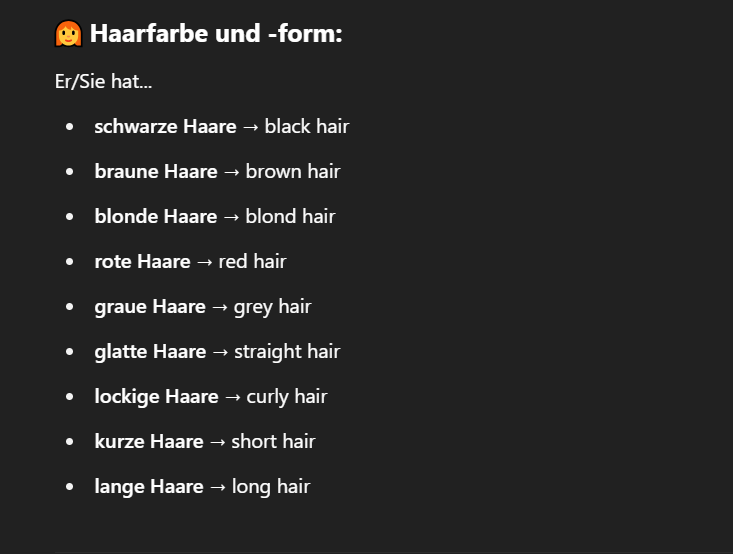 Haarfarbe und -form:
Er/Sie hat...
• schwarze Haare → black hair
• braune Haare → brown hair
• blonde Haare → blond hair
• rote Haare → red hair
• graue Haare → grey hair
• glatte Haare → straight hair
• lockige Haare → curly hair
• kurze Haare → short hair
• lange Haare → long hair